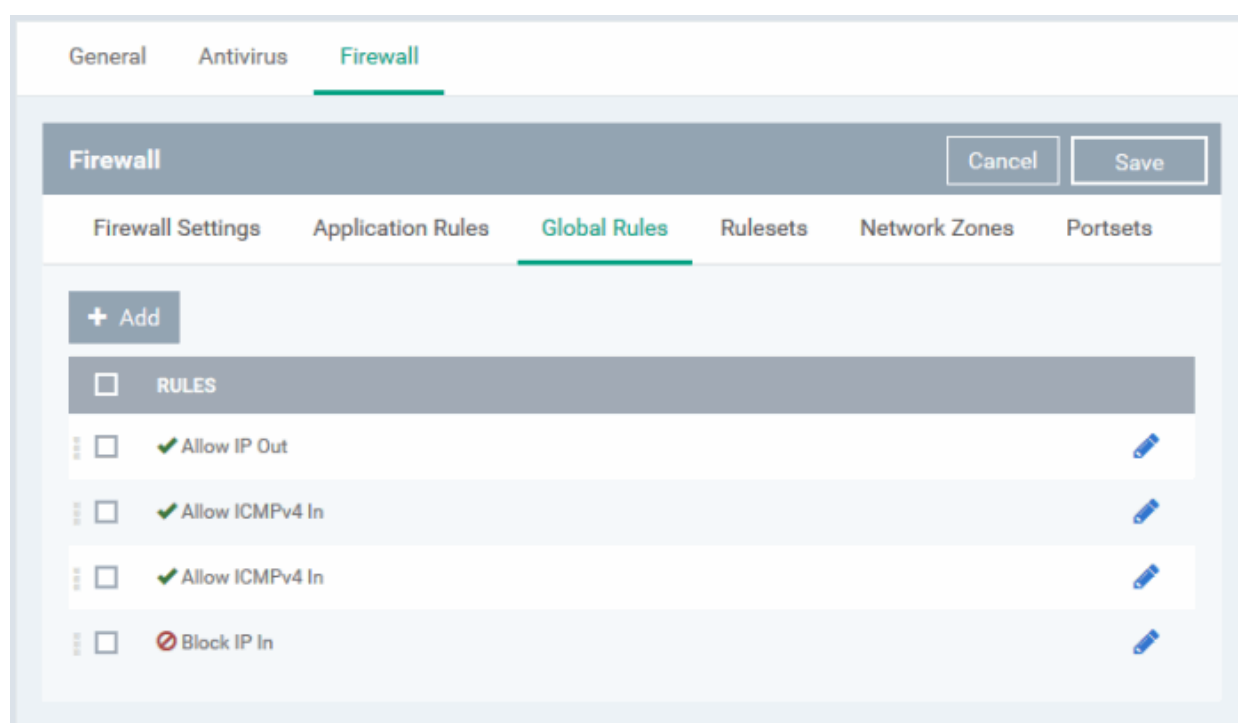 General Antivirus Firewall
Firewall Cancel Save
Firewall Settings Application Rules Global Rules Rulesets Network Zones Portsets
+ Add
RULES
Allow IP Out
Allow ICMPv4 In
Allow ICMPv4 In
Block IP In